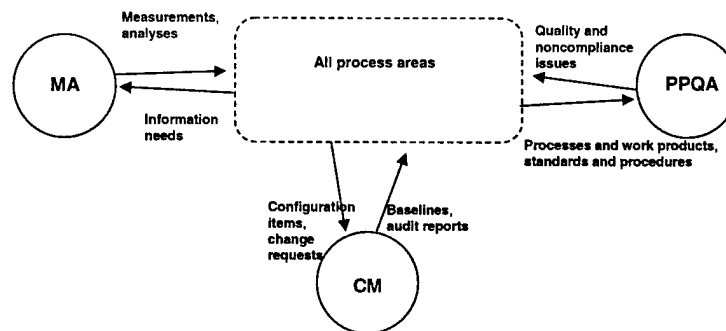 Measurements,
analyses
MA
Information
needs
All process areas
Quality and
noncompliance
issues
PPQA
Processes and work products,
standards and procedures
Configuration
items,
change
requests
Baselines,
audit reports
CM